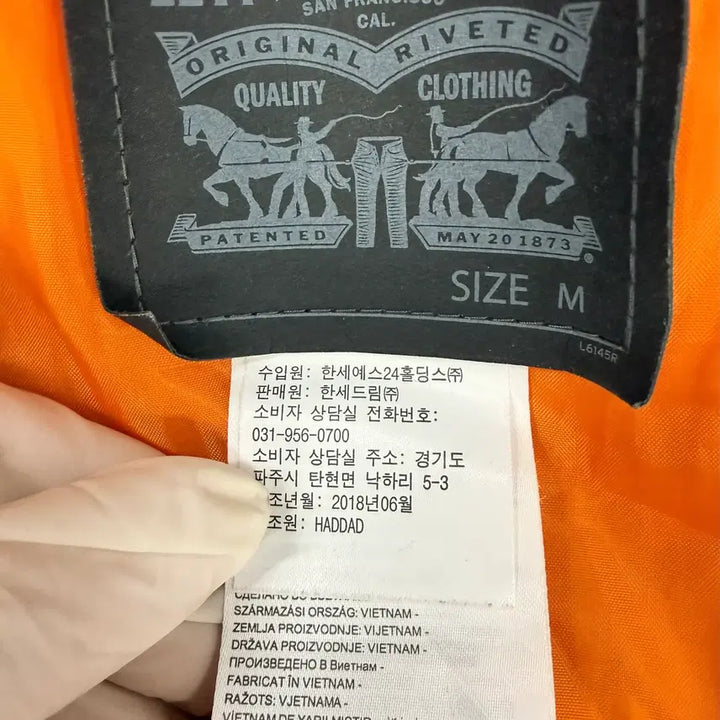 SAN FRANCISCO
CAL.
ORIGINAL RIVETED
QUALITY CLOTHING
PATENTED MAY 20 1873
®
SIZE M
L6145R
수입원: 한세예스24홀딩스㈜
판매원: 한세드림㈜
소비자 상담실 전화번호:
031-956-0700
소비자 상담실 주소: 경기도
파주시 탄현면 낙하리 5-3
조년월: 2018년06월
조원: HADDAD
SZÁRMAZÁSI ORSZÁG: VIETNAM -
ZEMLJA PROIZVODNJE: VIJETNAM -
DRŽAVA PROIZVODNJE: VIETNAM -
ПРОИЗВЕДЕНО В Виетнам -
FABRICAT ÎN VIETNAM -
RAŽOTS: VJETNAMA -